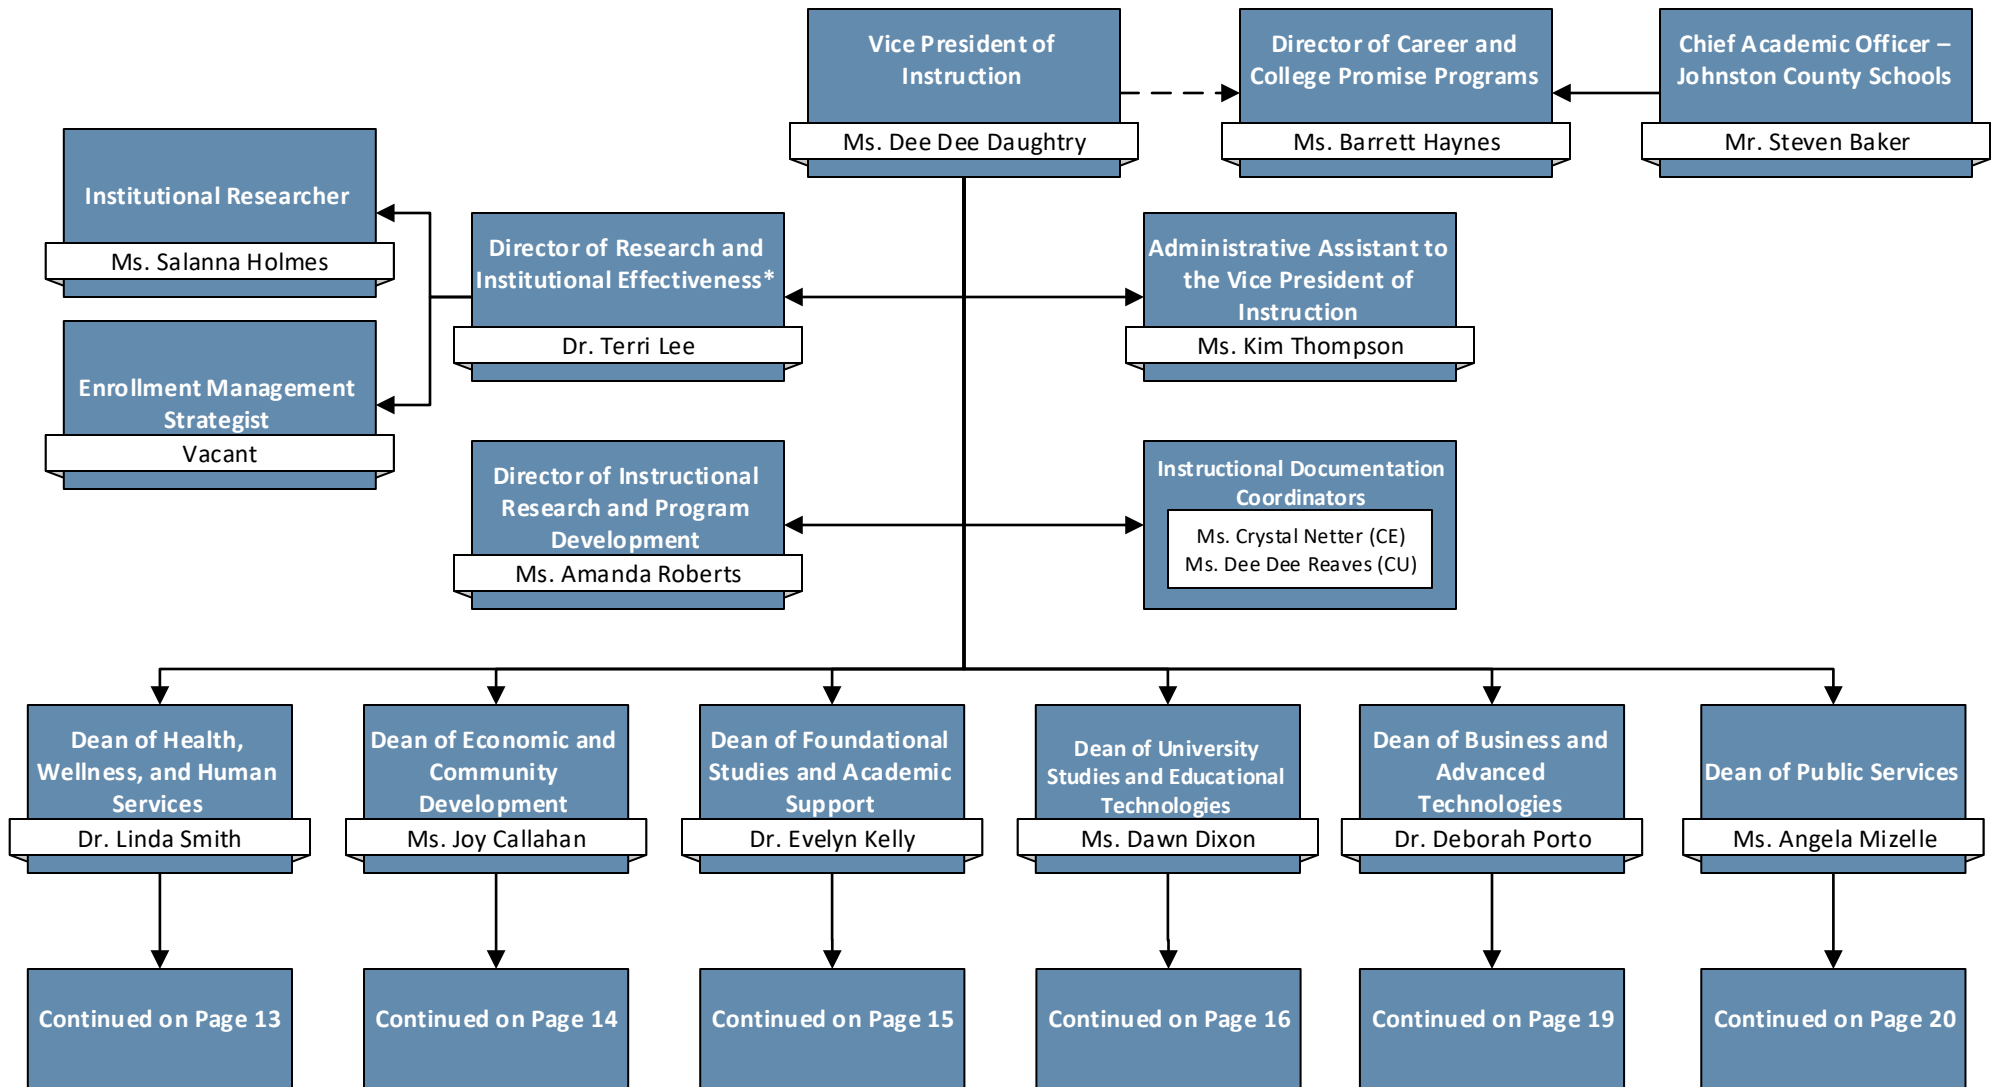 Vice President of
Instruction
Ms. Dee Dee Daughtry
Director of Career and
College Promise Programs
Ms. Barrett Haynes
Chief Academic Officer –
Johnston County Schools
Mr. Steven Baker
Institutional Researcher
Ms. Salanna Holmes
Director of Research and
Institutional Effectiveness*
Dr. Terri Lee
Administrative Assistant to
the Vice President of
Instruction
Ms. Kim Thompson
Enrollment Management
Strategist
Vacant
Director of Instructional
Research and Program
Development
Ms. Amanda Roberts
Instructional Documentation
Coordinators
Ms. Crystal Netter (CE)
Ms. Dee Dee Reaves (CU)
Dean of Health,
Wellness, and Human
Services
Dr. Linda Smith
Dean of Economic and
Community
Development
Ms. Joy Callahan
Dean of Foundational
Studies and Academic
Support
Dr. Evelyn Kelly
Dean of University
Studies and Educational
Technologies
Ms. Dawn Dixon
Dean of Business and
Advanced
Technologies
Dr. Deborah Porto
Dean of Public Services
Ms. Angela Mizelle
Continued on Page 13
Continued on Page 14
Continued on Page 15
Continued on Page 16
Continued on Page 19
Continued on Page 20